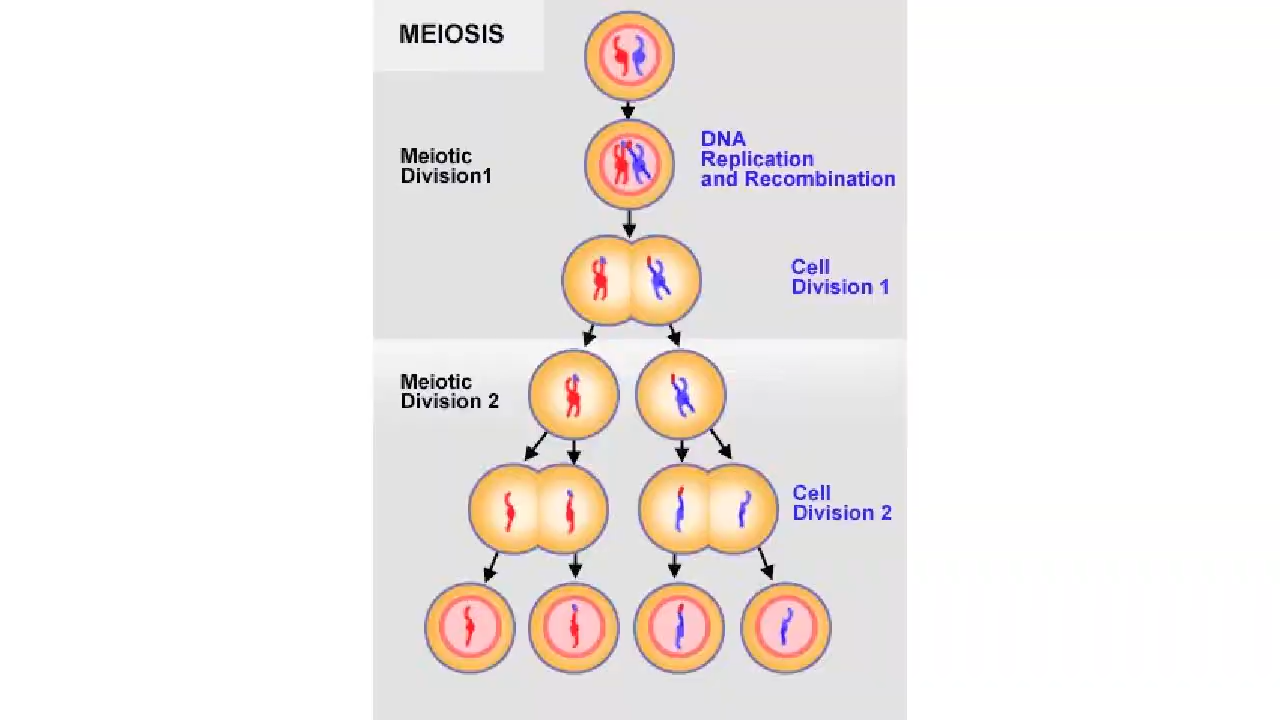 MEIOSIS
DNA
Replication
and Recombination
Meiotic
Division1
Cell
Division 1
Meiotic
Division 2
Cell
Division 2